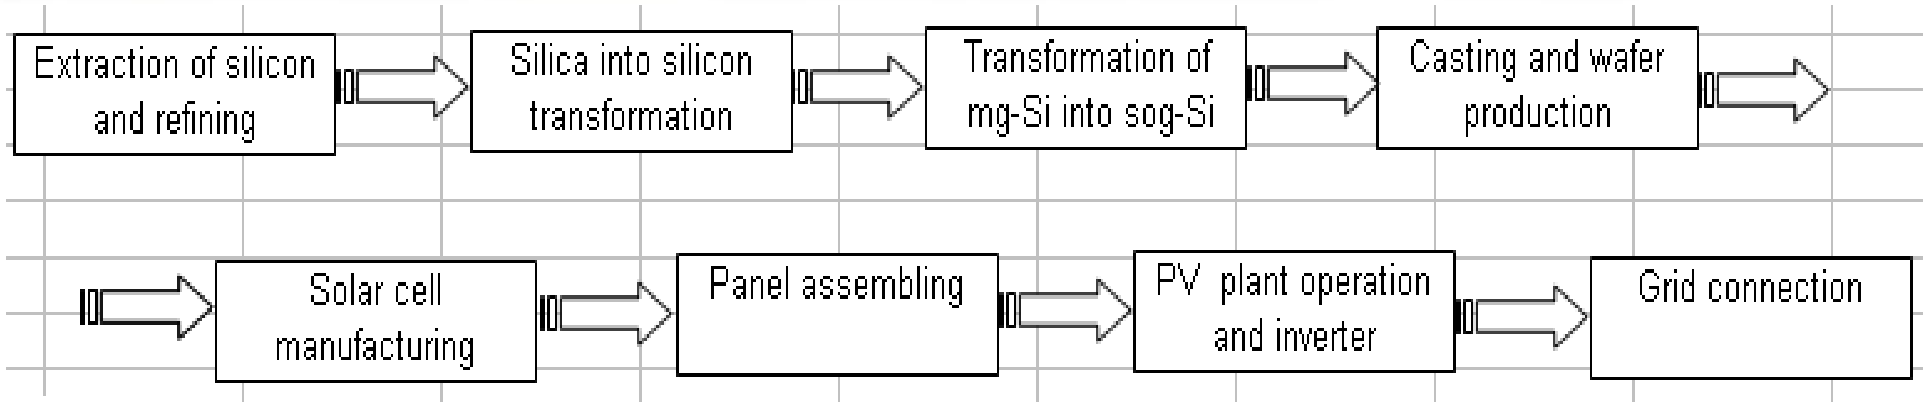 Extraction of silicon
and refining
Silica into silicon
transformation
Transformation of
mg-Si into sog-Si
Casting and wafer
production
Solar cell
manufacturing
Panel assembling
PV plant operation
and inverter
Grid connection